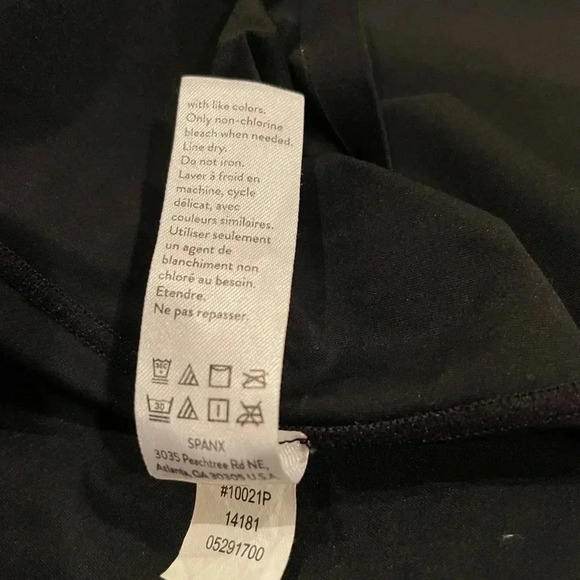 with like colors.
Only non-chlorine
bleach when needed.
Line dry.
Do not iron.
Laver à froid en
machine, cycle
délicat, avec
couleurs similaires.
Utiliser seulement
un agent de
blanchiment non
chloré au besoin.
Etendre.
Ne pas repasser.
30
SPANX
3035 Peachtree Rd NE,
Atlanta, GA 30305 U.S.A.
#10021P
14181
05291700